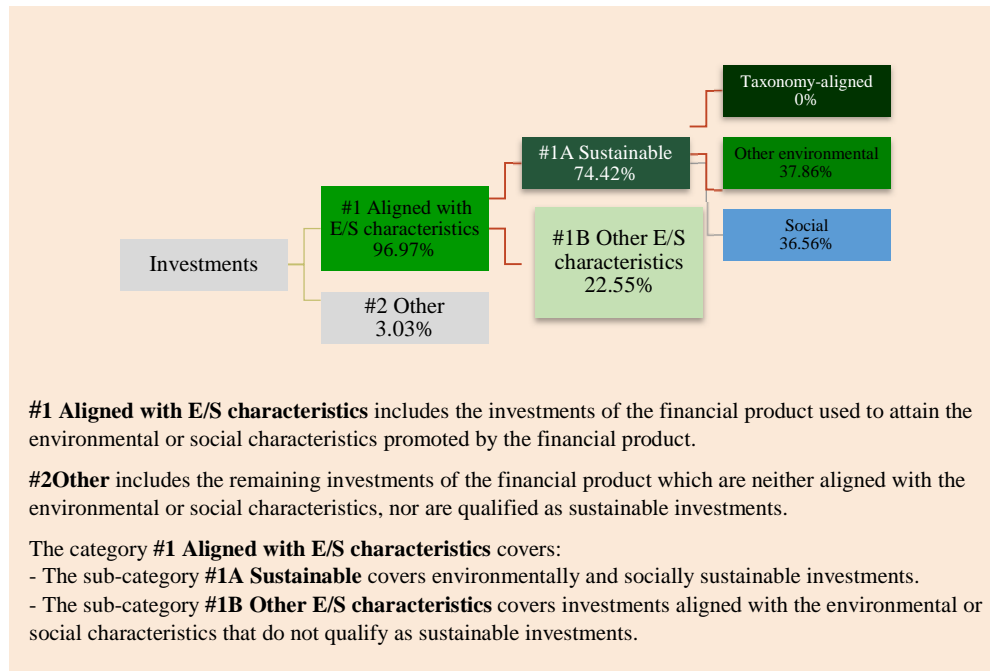 Investments
#1 Aligned with
E/S characteristics
96.97%
#2 Other
3.03%
#1A Sustainable
74.42%
#1B Other E/S
characteristics
22.55%
Taxonomy-aligned
0%
Other environmental
37.86%
Social
36.56%
#1 Aligned with E/S characteristics includes the investments of the financial product used to attain the
environmental or social characteristics promoted by the financial product.
#2Other includes the remaining investments of the financial product which are neither aligned with the
environmental or social characteristics, nor are qualified as sustainable investments.
The category #1 Aligned with E/S characteristics covers:
- The sub-category #1A Sustainable covers environmentally and socially sustainable investments.
- The sub-category #1B Other E/S characteristics covers investments aligned with the environmental or
social characteristics that do not qualify as sustainable investments.